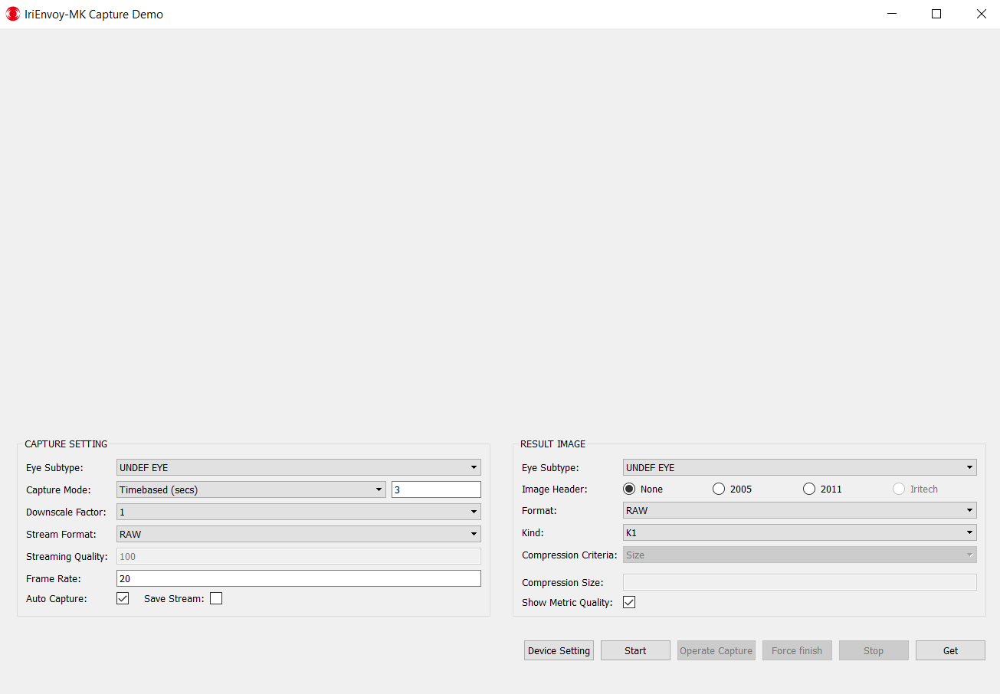 IriEnvoy-MK Capture Demo
CAPTURE SETTING
Eye Subtype: UNDEF EYE
Capture Mode: Timebased (secs) 3
Downscale Factor: 1
Stream Format: RAW
Streaming Quality: 100
Frame Rate: 20
Auto Capture: Save Stream:
RESULT IMAGE
Eye Subtype: UNDEF EYE
Image Header: None 2005 2011 Iritech
Format: RAW
Kind: K1
Compression Criteria: Size
Compression Size:
Show Metric Quality:
Device Setting Start Operate Capture Force finish Stop Get